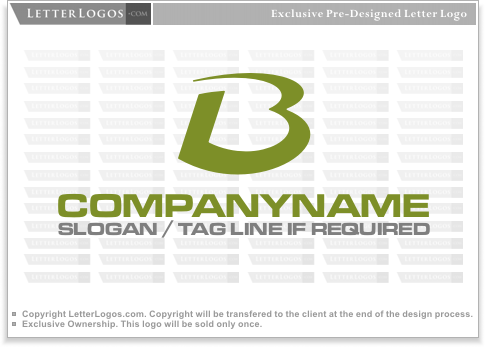 LETTERLOGOS.COM
Exclusive Pre-Designed Letter Logo
B
COMPANYNAME
SLOGAN / TAG LINE IF REQUIRED
Copyright LetterLogos.com. Copyright will be transfered to the client at the end of the design process.
Exclusive Ownership. This logo will be sold only once.